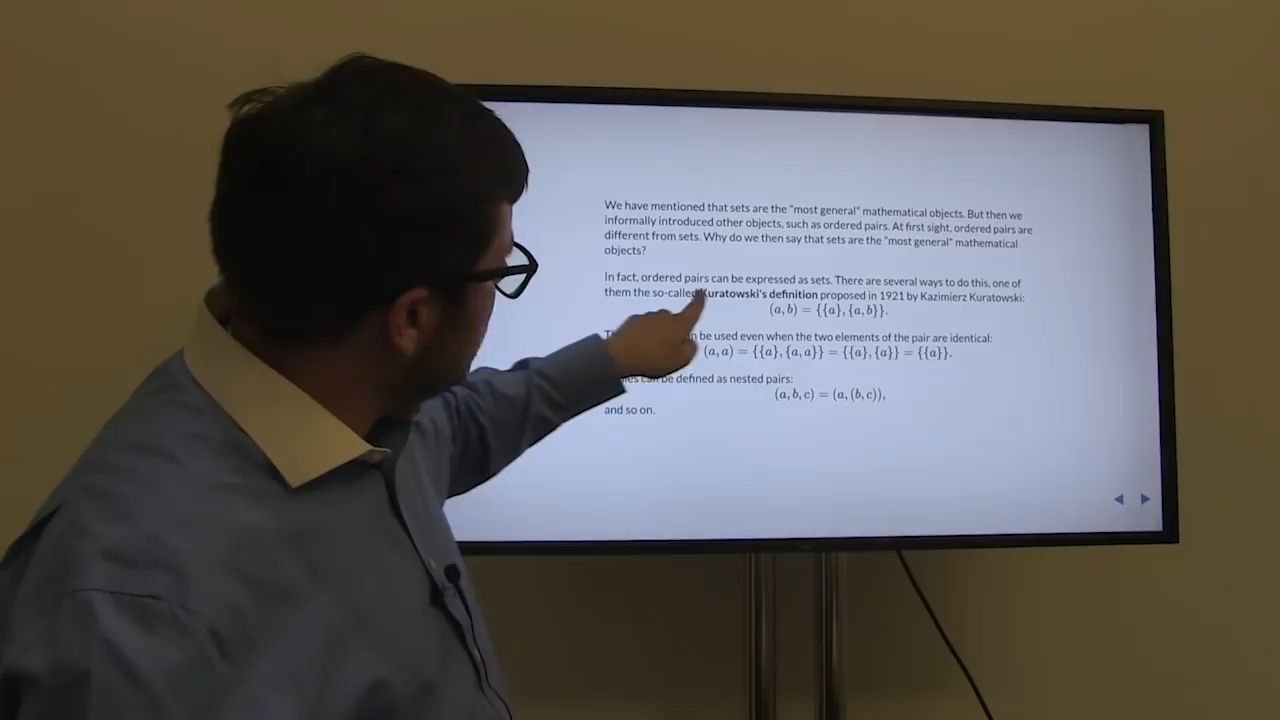 We have mentioned that sets are the "most general" mathematical objects. But then we
informally introduced other objects, such as ordered pairs. At first sight, ordered pairs are
different from sets. Why do we then say that sets are the "most general" mathematical
objects?
In fact, ordered pairs can be expressed as sets. There are several ways to do this, one of
them the so-called Kuratowski's definition proposed in 1921 by Kazimierz Kuratowski:
(a, b) = {{a}, {a, b}}.
be used even when the two elements of the pair are identical:
(a, a) = {{a}, {a, a}} = {{a}, {a}} = {{a}}.
be defined as nested pairs:
(a, b, c) = (a, (b, c)),
and so on.